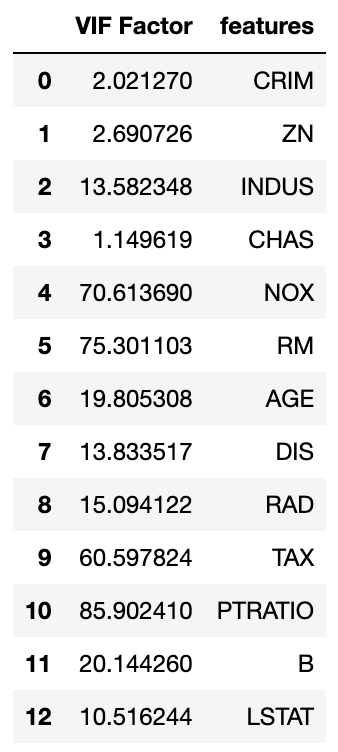 VIF Factor features
0 2.021270 CRIM
1 2.690726 ZN
2 13.582348 INDUS
3 1.149619 CHAS
4 70.613690 NOX
5 75.301103 RM
6 19.805308 AGE
7 13.833517 DIS
8 15.094122 RAD
9 60.597824 TAX
10 85.902410 PTRATIO
11 20.144260 B
12 10.516244 LSTAT